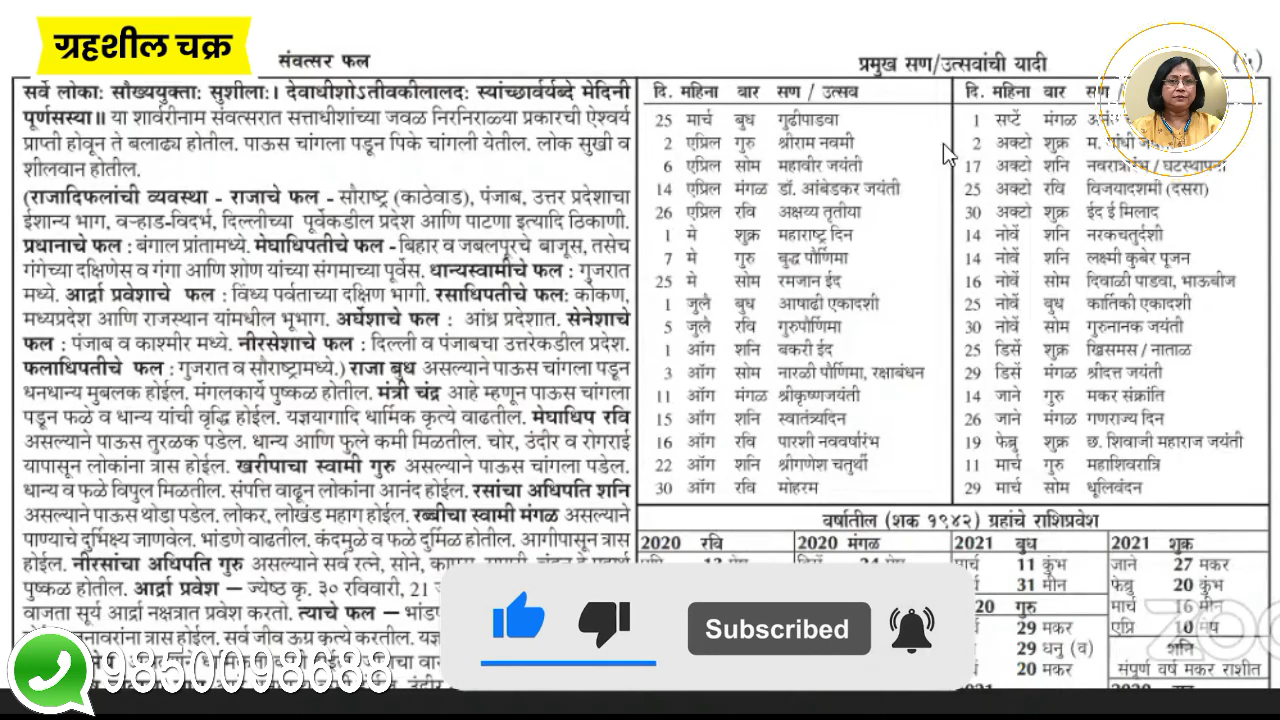 ग्रहशील चक्र
संवत्सर फल
प्रमुख सण/उत्सवांची यादी
(५)
सर्वे लोकाः सौख्ययुक्ताः सुशीलाः। देवाधीशोऽतीवकीलालदः स्याच्छार्वर्यब्दे मेदिनी
पूर्णसस्या॥ या शार्वरीनाम संवत्सरात सत्ताधीशांच्या जवळ निरनिराळ्या प्रकारची ऐश्वर्य
प्राप्ती होवून ते बलाढ्य होतील. पाऊस चांगला पडून पिके चांगली येतील. लोक सुखी व
शीलवान होतील.
(राजादिफलांची व्यवस्था - राजाचे फल - सौराष्ट्र (काठेवाड), पंजाब, उत्तर प्रदेशाचा
ईशान्य भाग, वऱ्हाड-विदर्भ, दिल्लीच्या पूर्वेकडील प्रदेश आणि पाटणा इत्यादि ठिकाणी.
प्रधानाचे फल : बंगाल प्रांतामध्ये. मेघाधिपतीचे फल - बिहार व जबलपूरचे बाजूस, तसेच
गंगेच्या दक्षिणेस व गंगा आणि शोण यांच्या संगमाच्या पूर्वेस. धान्यस्वामीचे फल : गुजरात
मध्ये. आर्द्रा प्रवेशाचे फल : विंध्य पर्वताच्या दक्षिण भागी. रसाधिपतीचे फल: कोकण,
मध्यप्रदेश आणि राजस्थान यांमधील भूभाग. अर्घेशाचे फल : आंध्र प्रदेशात. सेनेशाचे
फल : पंजाब व काश्मीर मध्ये. नीरसेशाचे फल : दिल्ली व पंजाबचा उत्तरेकडील प्रदेश.
फलाधिपतीचे फल : गुजरात व सौराष्ट्रामध्ये.) राजा बुध असल्याने पाऊस चांगला पडून
धनधान्य मुबलक होईल. मंगलकार्ये पुष्कळ होतील. मंत्री चंद्र आहे म्हणून पाऊस चांगला
पडून फळे व धान्य यांची वृद्धि होईल. यज्ञयागादि धार्मिक कृत्ये वाढतील. मेघाधिप रवि
असल्याने पाऊस तुरळक पडेल. धान्य आणि फुले कमी मिळतील. चोर, उंदीर व रोगराई
यापासून लोकांना त्रास होईल. खरीपाचा स्वामी गुरु असल्याने पाऊस चांगला पडेल.
धान्य व फळे विपुल मिळतील. संपत्ति वाढून लोकांना आनंद होईल. रसांचा अधिपति शनि
असल्याने पाऊस थोडा पडेल. लोकर, लोखंड महाग होईल. रब्बीचा स्वामी मंगळ असल्याने
पाण्याचे दुर्भिक्ष्य जाणवेल. भांडणे वाढतील. कंदमुळे व फळे दुर्मिळ होतील. आगीपासून त्रास
होईल. नीरसांचा अधिपति गुरु असल्याने सर्व रत्ने, सोने,
पुष्कळ होतील. आर्द्रा प्रवेश – ज्येष्ठ कृ. ३० रविवारी, 21
वाजता सूर्य आर्द्रा नक्षत्रात प्रवेश करतो. त्याचे फल –
त्रास होईल. सर्व जीव ऊग्र कृत्ये करतील.
दि. महिना वार सण / उत्सव
25 मार्च बुध गुढीपाडवा
2 एप्रिल गुरु श्रीराम नवमी
6 एप्रिल सोम महावीर जयंती
14 एप्रिल मंगळ डॉ. आंबेडकर जयंती
26 एप्रिल रवि अक्षय्य तृतीया
1 मे शुक्र महाराष्ट्र दिन
7 मे गुरु बुद्ध पौर्णिमा
25 मे सोम रमजान ईद
1 जुलै बुध आषाढी एकादशी
5 जुलै रवि गुरुपौर्णिमा
1 ऑग शनि बकरी ईद
3 ऑग सोम नारळी पौर्णिमा, रक्षाबंधन
11 ऑग मंगळ श्रीकृष्णजयंती
15 ऑग शनि स्वातंत्र्यदिन
16 ऑग रवि पारशी नववर्षारंभ
22 ऑग शनि श्रीगणेश चतुर्थी
30 ऑग रवि मोहरम
दि. महिना वार सण
1 सप्टें मंगळ
2 अक्टो शुक्र म. गांधी
17 अक्टो शनि नवरात्रारंभ / घटस्थापना
25 अक्टो रवि विजयादशमी (दसरा)
30 अक्टो शुक्र ईद ई मिलाद
14 नोवें शनि नरकचतुर्दशी
14 नोवें शनि लक्ष्मी कुबेर पूजन
16 नोवें सोम दिवाळी पाडवा, भाऊबीज
25 नोवें बुध कार्तिकी एकादशी
30 नोवें सोम गुरुनानक जयंती
25 डिसें शुक्र ख्रिसमस / नाताळ
29 डिसें मंगळ श्रीदत्त जयंती
14 जाने गुरु मकर संक्रांति
26 जाने मंगळ गणराज्य दिन
19 फेब्रु शुक्र छ. शिवाजी महाराज जयंती
11 मार्च गुरु महाशिवरात्रि
29 मार्च सोम धूलिवंदन
वर्षातील (शक १९४२) ग्रहांचे राशिप्रवेश
2020 रवि
2020 मंगळ
2021 बुध
11 कुंभ
31 मीन
20 गुरु
29 मकर
29 धनु (व)
20 मकर
2021 शुक्र
जाने 27 मकर
फेब्रु 20 कुंभ
मार्च 16 मीन
एप्रि 10 मेष
शनि
संपूर्ण वर्ष मकर राशीत
Subscribed
9850098688